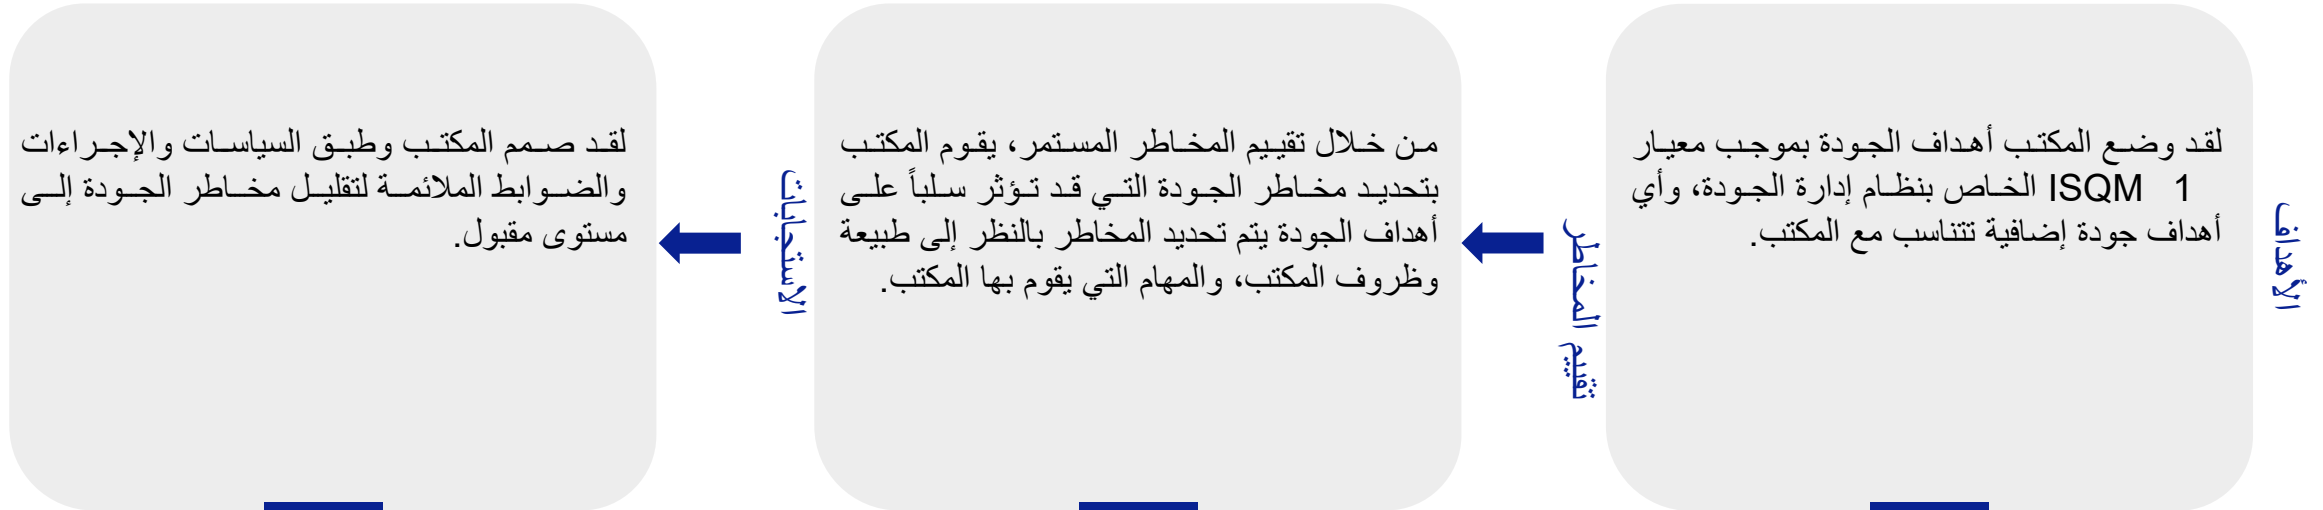 الأهداف
لقد وضع المكتب أهداف الجودة بموجب معيار
ISQM 1 الخاص بنظام إدارة الجودة، وأي
أهداف جودة إضافية تتناسب مع المكتب.
تقييم المخاطر
من خلال تقييم المخاطر المستمر، يقوم المكتب
بتحديد مخاطر الجودة التي قد تؤثر سلباً على
أهداف الجودة يتم تحديد المخاطر بالنظر إلى طبيعة
وظروف المكتب، والمهام التي يقوم بها المكتب.
الاستجابات
لقد صمم المكتب وطبق السياسات والإجراءات
والضوابط الملائمة لتقليل مخاطر الجودة إلى
مستوى مقبول.